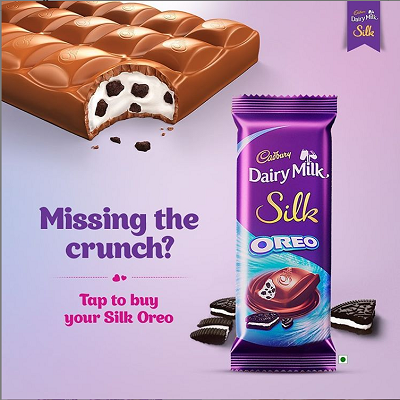 Cadbury
Dairy Milk
Silk
Missing the
crunch?
Tap to buy
your Silk Oreo
Cadbury
Dairy Milk
Silk
OREO